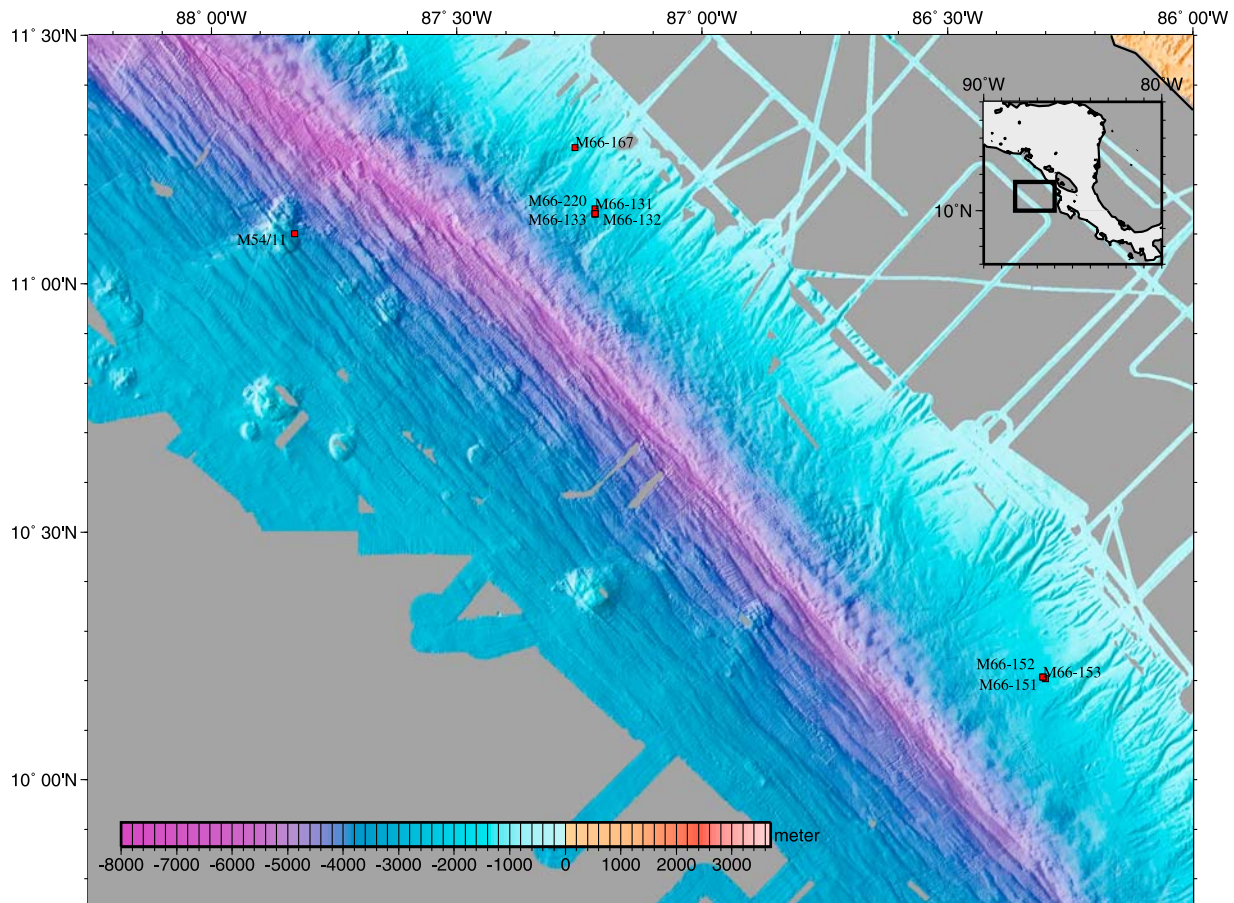 88° 00'W 87° 30'W 87° 00'W 86° 30'W 86° 00'W
11° 30'N
90°W 80°W
M66-167
M66-220 M66-131
M66-133 M66-132
10°N
M54/11
11° 00'N
10° 30'N
M66-152 M66-153
M66-151
10° 00'N
meter
-8000 -7000 -6000 -5000 -4000 -3000 -2000 -1000 0 1000 2000 3000